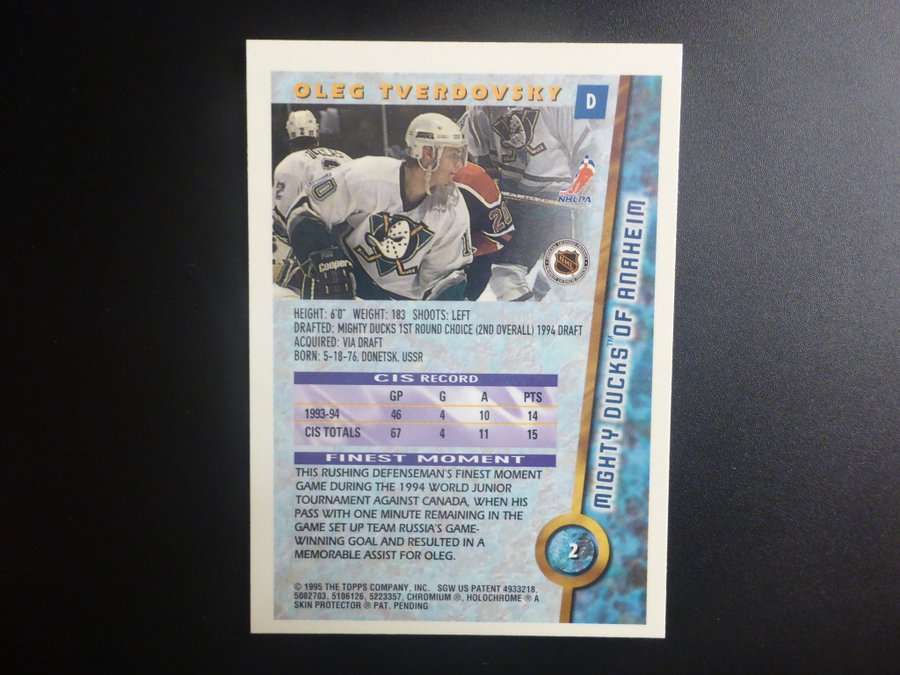 OLEG TVERDOVSKY
D
NHLPA
Cooper
20
10
2
MIGHTY DUCKS™ OF ANAHEIM
HEIGHT: 6'0" WEIGHT: 183 SHOOTS: LEFT
DRAFTED: MIGHTY DUCKS 1ST ROUND CHOICE (2ND OVERALL) 1994 DRAFT
ACQUIRED: VIA DRAFT
BORN: 5-18-76, DONETSK, USSR
CIS RECORD
GP G A PTS
1993-94 46 4 10 14
CIS TOTALS 67 4 11 15
FINEST MOMENT
THIS RUSHING DEFENSEMAN'S FINEST MOMENT
GAME DURING THE 1994 WORLD JUNIOR
TOURNAMENT AGAINST CANADA, WHEN HIS
PASS WITH ONE MINUTE REMAINING IN THE
GAME SET UP TEAM RUSSIA'S GAME-
WINNING GOAL AND RESULTED IN A
MEMORABLE ASSIST FOR OLEG.
2
© 1995 THE TOPPS COMPANY, INC. SGW US PATENT 4933218,
5082703, 5106126, 5223357, CHROMIUM ®, HOLOCHROME ® A
SKIN PROTECTOR ® PAT. PENDING